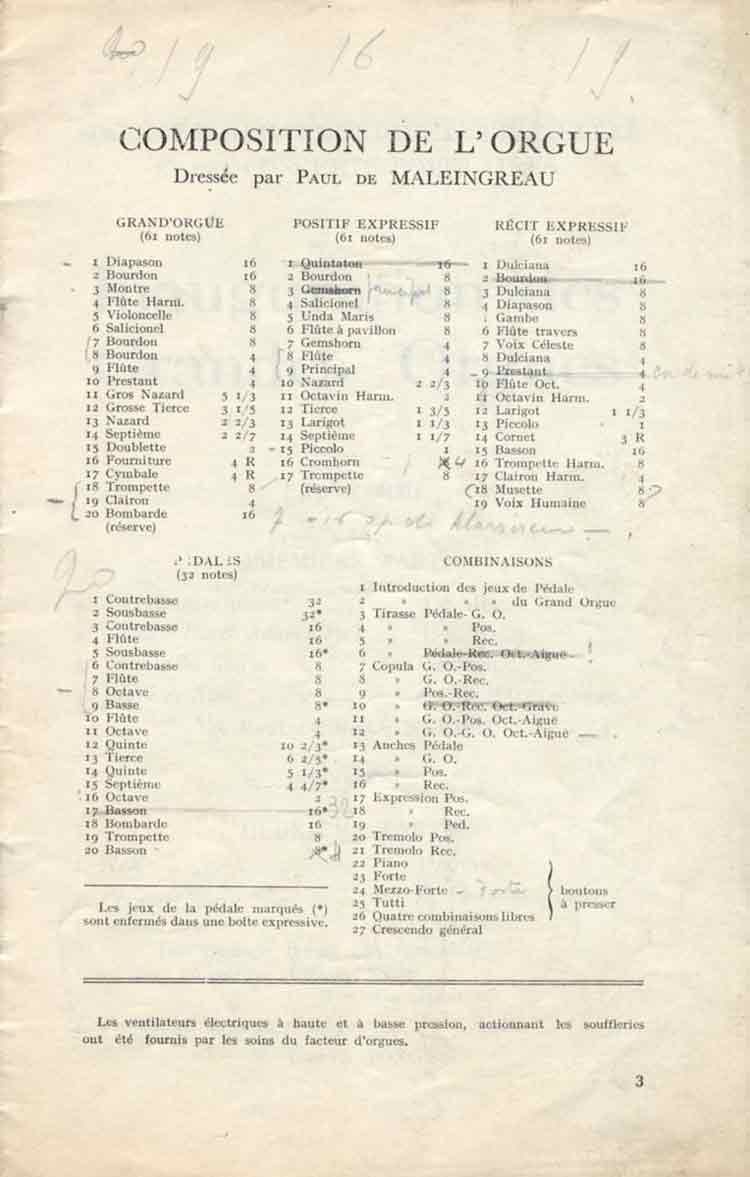 19 16 19
COMPOSITION DE L'ORGUE
Dressée par PAUL DE MALEINGREAU
GRAND'ORGUE
(61 notes)
1 Diapason 16
2 Bourdon 16
3 Montre 8
4 Flûte Harm. 8
5 Violoncelle 8
6 Salicionel 8
7 Bourdon 8
8 Bourdon 4
9 Flûte 4
10 Prestant 4
11 Gros Nazard 5 1/3
12 Grosse Tierce 3 1/5
13 Nazard 2 2/3
14 Septième 2 2/7
15 Doublette 2
16 Fourniture 4 R
17 Cymbale 4 R
18 Trompette 8
19 Clairon 4
20 Bombarde 16
(réserve)
POSITIF EXPRESSIF
(61 notes)
1 Quintaton 16
2 Bourdon 8
3 Gemshorn principal 8
4 Salicionel 8
5 Unda Maris 8
6 Flûte à pavillon 8
7 Gemshorn 4
8 Flûte 4
9 Principal 4
10 Nazard 2 2/3
11 Octavin Harm. 2
12 Tierce 1 3/5
13 Larigot 1 1/3
14 Septième 1 1/7
15 Piccolo 1
16 Cromhorn 4
17 Trompette 8
(réserve)
RÉCIT EXPRESSIF
(61 notes)
1 Dulciana 16
2 Bourdon 16
3 Dulciana 8
4 Diapason 8
Gambe 8
6 Flûte travers 8
7 Voix Céleste 8
8 Dulciana 4
9 Prestant 4
10 Flûte Oct. 4
11 Octavin Harm. 2
12 Larigot 1 1/3
13 Piccolo 1
14 Cornet 3 R
15 Basson 16
16 Trompette Harm. 8
17 Clairon Harm. 4
18 Musette 8 ?
19 Voix Humaine 8
20
PÉDALES
(32 notes)
1 Contrebasse 32
2 Sousbasse 32*
3 Contrebasse 16
4 Flûte 16
5 Sousbasse 16*
6 Contrebasse 8
7 Flûte 8
8 Octave 8
9 Basse 8*
10 Flûte 4
11 Octave 4
12 Quinte 10 2/3*
13 Tierce 6 2/5*
14 Quinte 5 1/3*
15 Septième 4 4/7*
16 Octave 2
17 Basson 16* 32
18 Bombarde 16
19 Trompette 8
20 Basson 8*
Les jeux de la pédale marqués (*)
sont enfermés dans une boîte expressive.
COMBINAISONS
1 Introduction des jeux de Pédale
2 » » » du Grand Orgue
3 Tirasse Pédale-G. O.
4 » » Pos.
5 » » Rec.
6 » Pédale-Rec. Oct.-Aiguë
7 Copula G. O.-Pos.
8 » G. O.-Rec.
9 » Pos.-Rec.
10 » G. O.-Rec. Oct.-Grave
11 » G. O.-Pos. Oct.-Aiguë
12 » G. O.-G. O. Oct.-Aiguë
13 Anches Pédale
14 » G. O.
15 » Pos.
16 » Rec.
17 Expression Pos.
18 » Rec.
19 » Ped.
20 Tremolo Pos.
21 Tremolo Rec.
22 Piano
23 Forte
24 Mezzo-Forte
25 Tutti
26 Quatre combinaisons libres
boutons
à presser
27 Crescendo général
Les ventilateurs électriques à haute et à basse pression, actionnant les souffleries
ont été fournis par les soins du facteur d'orgues.
3